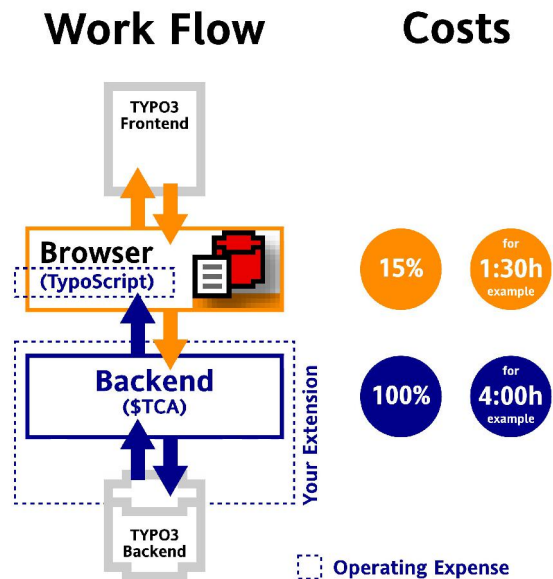 Work Flow
Costs
TYPO3
Frontend
Browser
(TypoScript)
15%
for
1:30h
example
Backend
($TCA)
100%
for
4:00h
example
Your Extension
TYPO3
Backend
Operating Expense